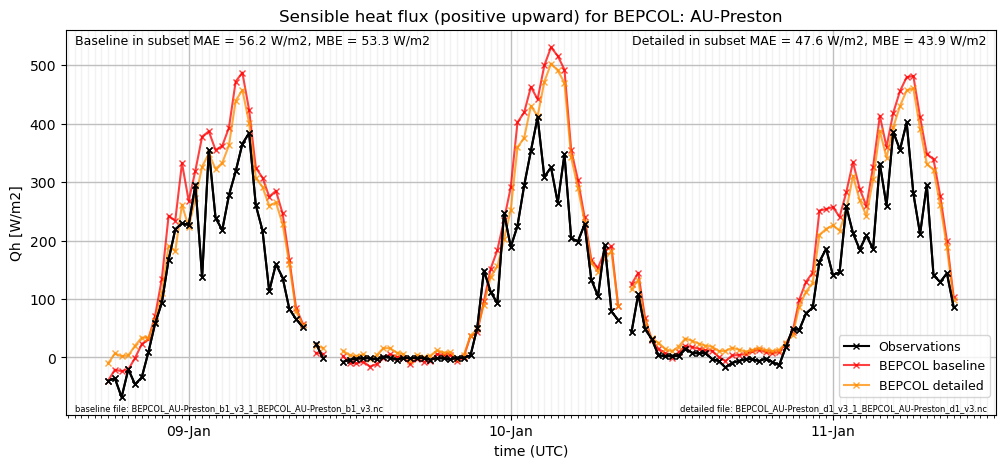 Sensible heat flux (positive upward) for BEPCOL: AU-Preston
Baseline in subset MAE = 56.2 W/m2, MBE = 53.3 W/m2
Detailed in subset MAE = 47.6 W/m2, MBE = 43.9 W/m2
Qh [W/m2]
500
400
300
200
100
0
Observations
BEPCOL baseline
BEPCOL detailed
baseline file: BEPCOL_AU-Preston_b1_v3_1_BEPCOL_AU-Preston_b1_v3.nc
detailed file: BEPCOL_AU-Preston_d1_v3_1_BEPCOL_AU-Preston_d1_v3.nc
09-Jan
10-Jan
11-Jan
time (UTC)